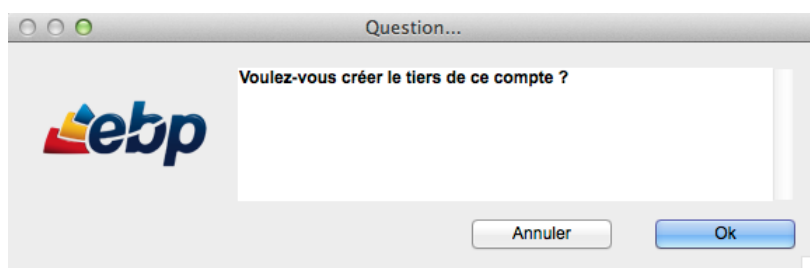 Question...
Voulez-vous créer le tiers de ce compte ?
ebp
Annuler
Ok